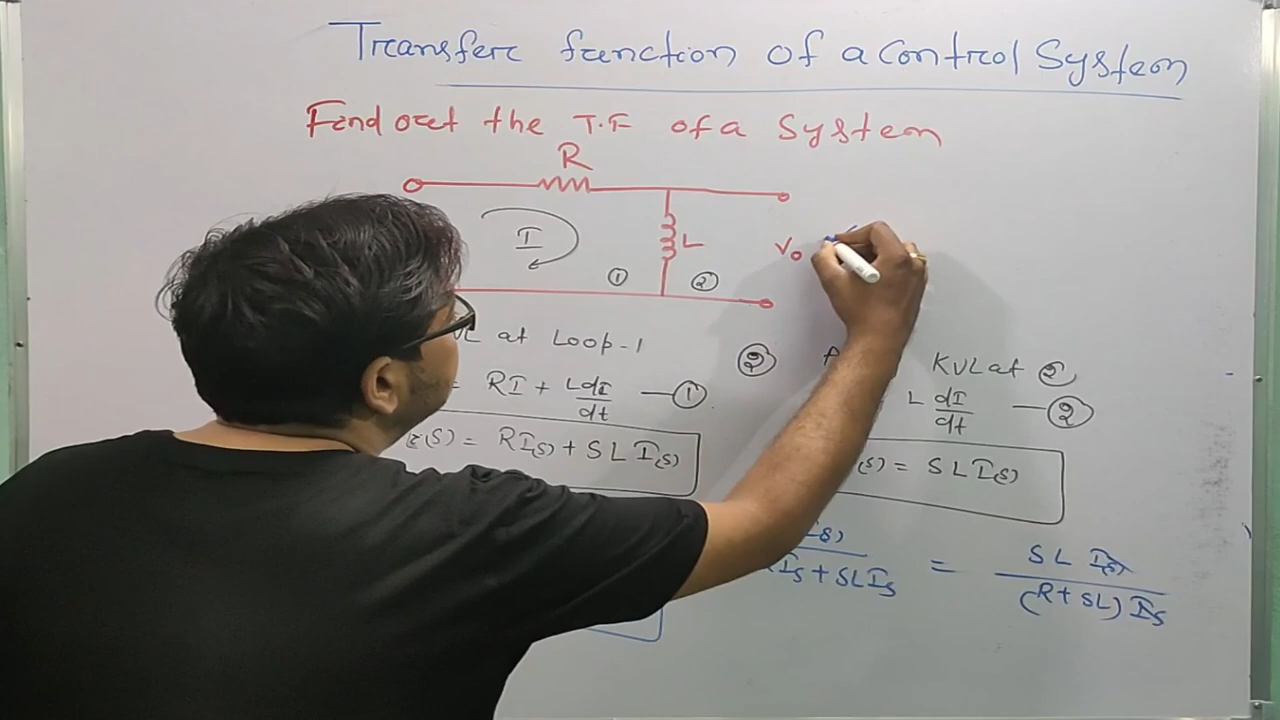 Transfer function of a Control System
Find out the T.F of a System
R
I
L
Vo
① ②
at Loop-1
② KVL at ②
= RI + L dI/dt —①
L dI/dt —②
(S) = RI(S) + SLI(S)
(S) = SLI(S)
Is + SLIs = SL I(S) / (R + SL) Is